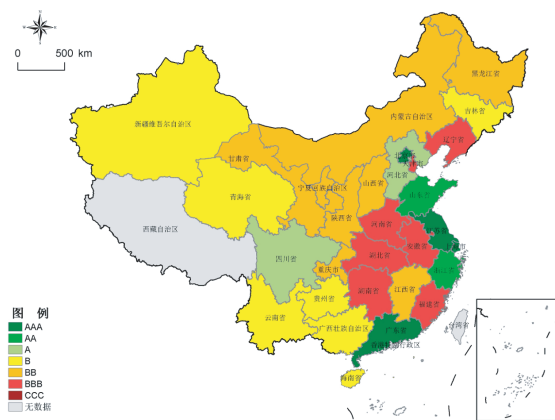 0 500 km
黑龙江省
内蒙古自治区
吉林省
新疆维吾尔自治区
辽宁省
甘肃省
河北省
山西省
宁夏回族自治区
青海省
山东省
陕西省
河南省
西藏自治区
江苏省
安徽省
四川省
湖北省
重庆市
浙江省
湖南省
江西省
贵州省
福建省
云南省
广西壮族自治区
广东省
台湾省
海南省
图 例
AAA
AA
A
B
BB
BBB
CCC
无数据